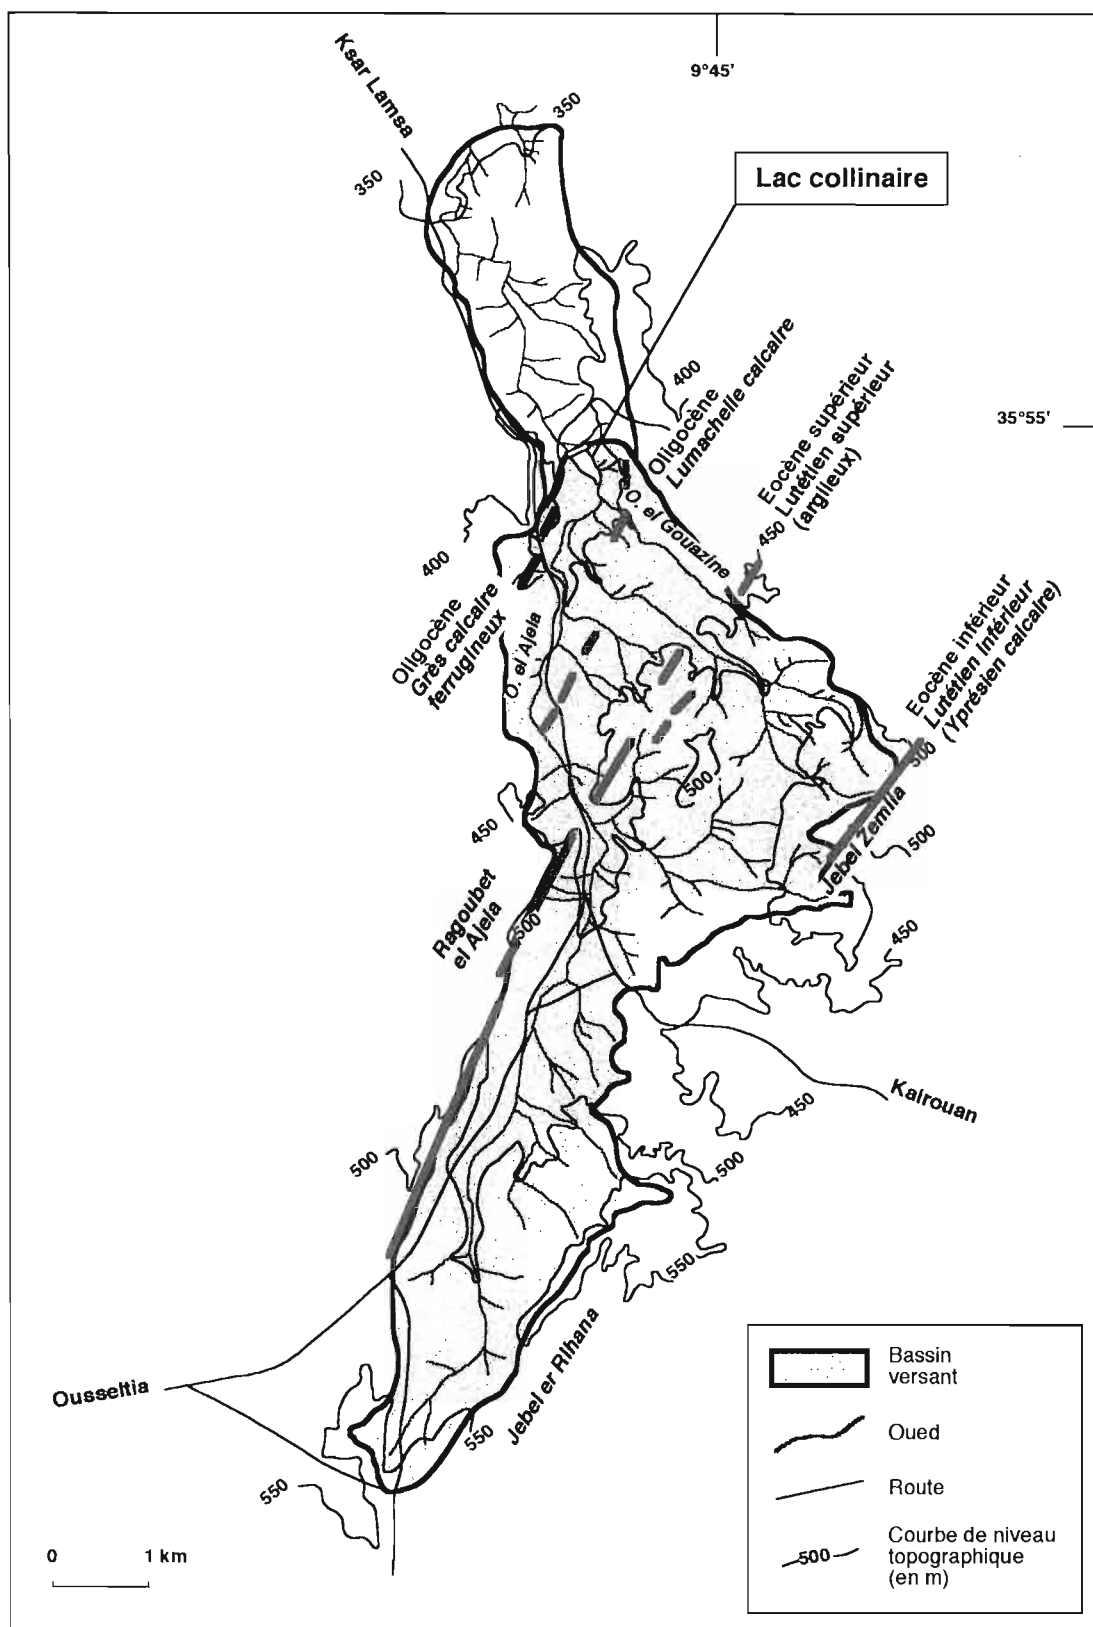 9°45'
Ksar Lamsa
350
350
Lac collinaire
400
Oligocène
Lumachelle calcaire
35°55'
Eocène supérieur
Lutétien supérieur
(argileux)
450
O. el Gouazine
400
Oligocène
Grès calcaire
ferrugineux
O. el Ajela
Eocène inférieur
Lutétien inférieur
(Yprésien calcaire)
500
500
450
Jebel Zemlia
500
Ragoubet
el Ajela
500
450
Kairouan
450
500
500
550
Jebel er Rihana
Ousseltia
550
550
Bassin
versant
Oued
Route
500
Courbe de niveau
topographique
(en m)
0 1 km